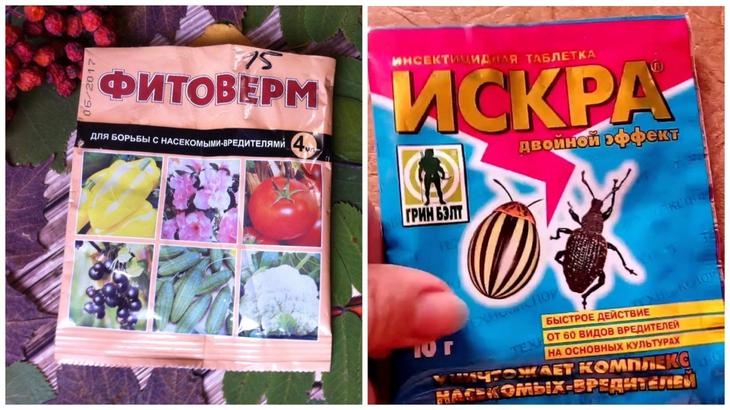 15
06/2017
ФИТОВЕРМ
ДЛЯ БОРЬБЫ С НАСЕКОМЫМИ-ВРЕДИТЕЛЯМИ
4
ИНСЕКТИЦИДНАЯ ТАБЛЕТКА
ИСКРА®
ДВОЙНОЙ ЭФФЕКТ
ГРИН БЭЛТ
БЫСТРОЕ ДЕЙСТВИЕ
ОТ 60 ВИДОВ ВРЕДИТЕЛЕЙ
НА ОСНОВНЫХ КУЛЬТУРАХ
10 г
УНИЧТОЖАЕТ КОМПЛЕКС
НАСЕКОМЫХ-ВРЕДИТЕЛЕЙ